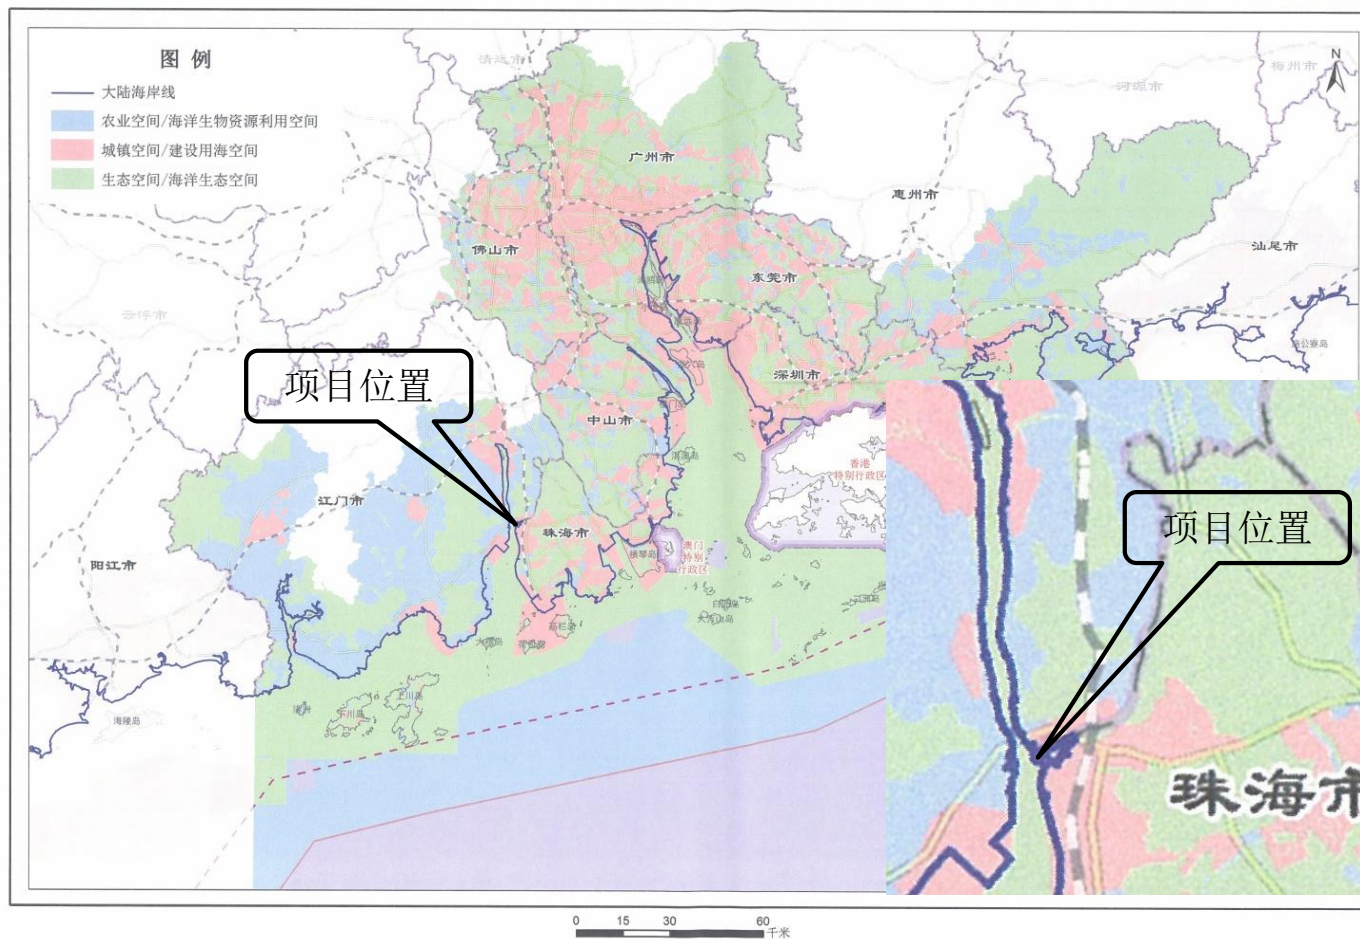 图 例
大陆海岸线
农业空间/海洋生物资源利用空间
城镇空间/建设用海空间
生态空间/海洋生态空间
N
清远市
河源市
梅州市
广州市
惠州市
汕尾市
佛山市
东莞市
云浮市
深圳市
项目位置
中山市
香港
特别行政区
江门市
珠海市
横琴岛
澳门
特别
行政区
阳江市
上川岛
下川岛
海陵岛
项目位置
珠海市
0 15 30 60
千米